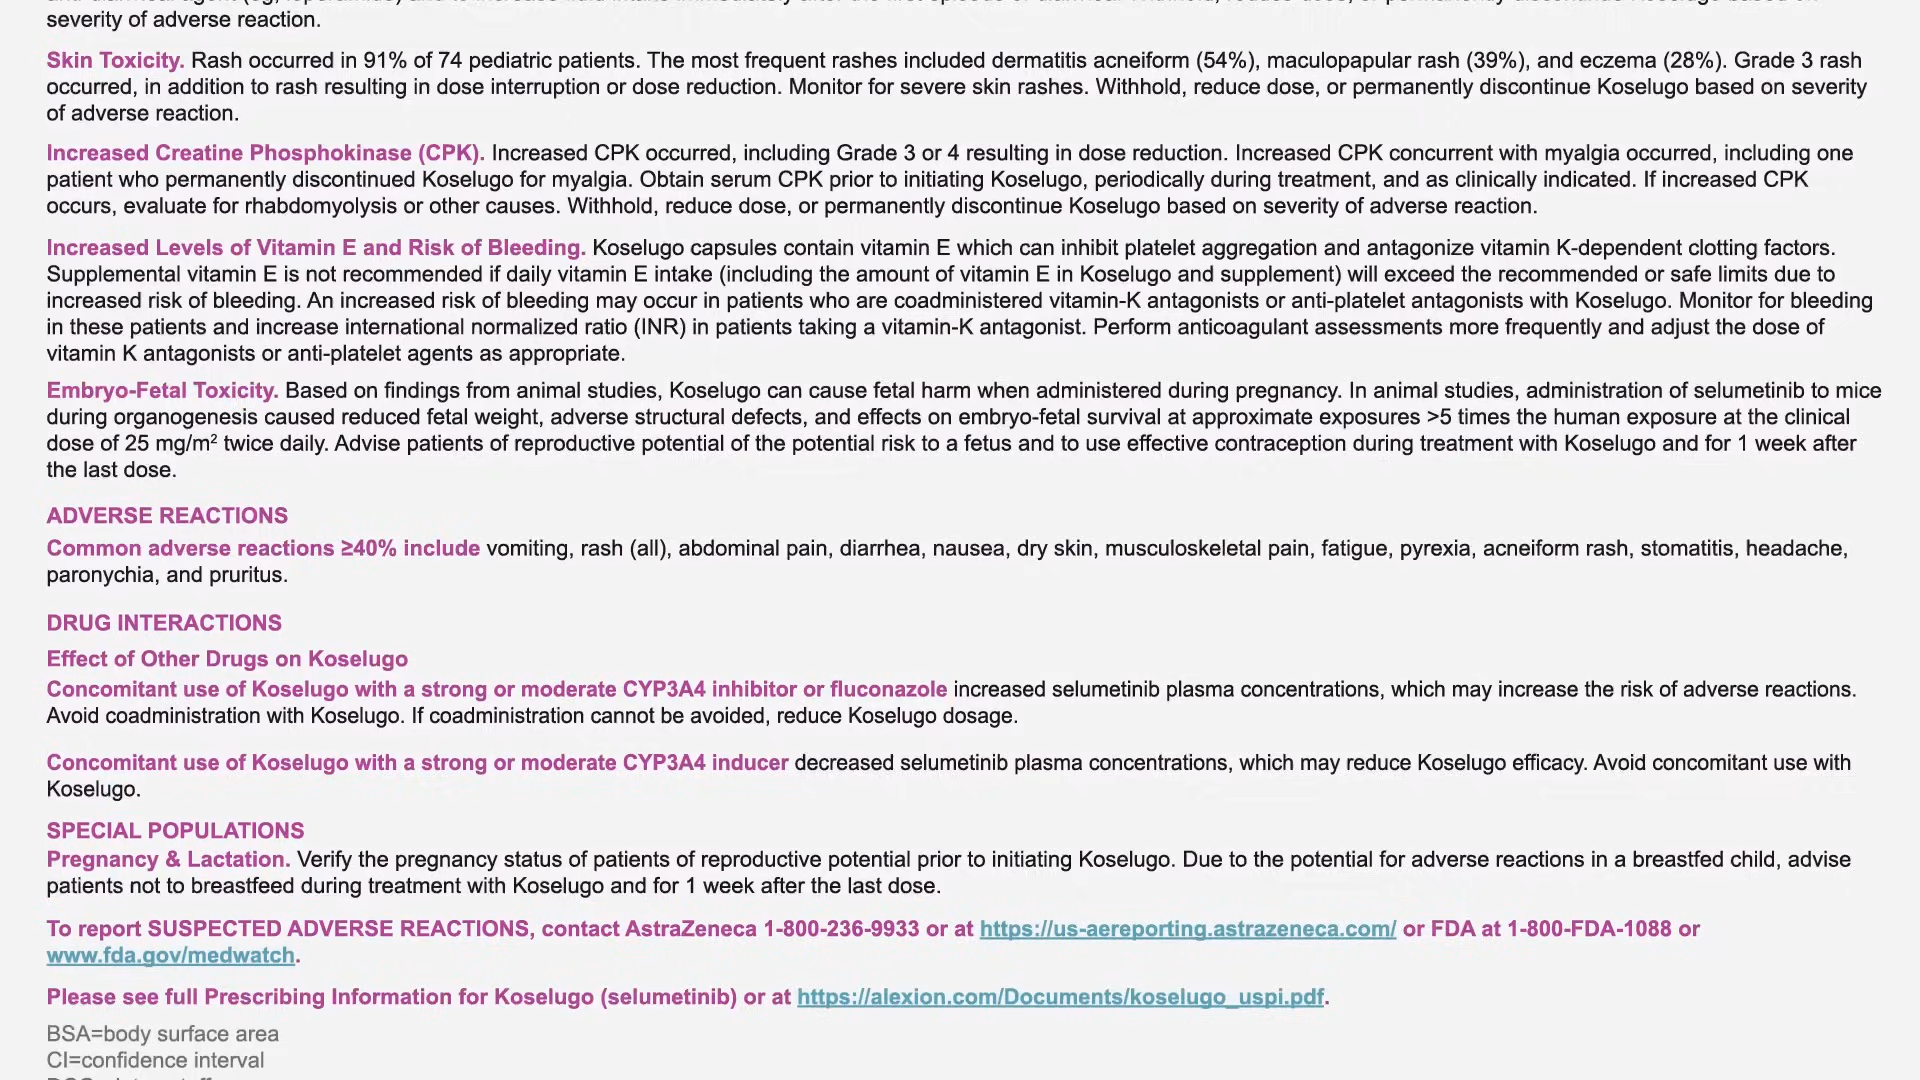 severity of adverse reaction.
Skin Toxicity. Rash occurred in 91% of 74 pediatric patients. The most frequent rashes included dermatitis acneiform (54%), maculopapular rash (39%), and eczema (28%). Grade 3 rash
occurred, in addition to rash resulting in dose interruption or dose reduction. Monitor for severe skin rashes. Withhold, reduce dose, or permanently discontinue Koselugo based on severity
of adverse reaction.
Increased Creatine Phosphokinase (CPK). Increased CPK occurred, including Grade 3 or 4 resulting in dose reduction. Increased CPK concurrent with myalgia occurred, including one
patient who permanently discontinued Koselugo for myalgia. Obtain serum CPK prior to initiating Koselugo, periodically during treatment, and as clinically indicated. If increased CPK
occurs, evaluate for rhabdomyolysis or other causes. Withhold, reduce dose, or permanently discontinue Koselugo based on severity of adverse reaction.
Increased Levels of Vitamin E and Risk of Bleeding. Koselugo capsules contain vitamin E which can inhibit platelet aggregation and antagonize vitamin K-dependent clotting factors.
Supplemental vitamin E is not recommended if daily vitamin E intake (including the amount of vitamin E in Koselugo and supplement) will exceed the recommended or safe limits due to
increased risk of bleeding. An increased risk of bleeding may occur in patients who are coadministered vitamin-K antagonists or anti-platelet antagonists with Koselugo. Monitor for bleeding
in these patients and increase international normalized ratio (INR) in patients taking a vitamin-K antagonist. Perform anticoagulant assessments more frequently and adjust the dose of
vitamin K antagonists or anti-platelet agents as appropriate.
Embryo-Fetal Toxicity. Based on findings from animal studies, Koselugo can cause fetal harm when administered during pregnancy. In animal studies, administration of selumetinib to mice
during organogenesis caused reduced fetal weight, adverse structural defects, and effects on embryo-fetal survival at approximate exposures >5 times the human exposure at the clinical
dose of 25 mg/m² twice daily. Advise patients of reproductive potential of the potential risk to a fetus and to use effective contraception during treatment with Koselugo and for 1 week after
the last dose.
ADVERSE REACTIONS
Common adverse reactions ≥40% include vomiting, rash (all), abdominal pain, diarrhea, nausea, dry skin, musculoskeletal pain, fatigue, pyrexia, acneiform rash, stomatitis, headache,
paronychia, and pruritus.
DRUG INTERACTIONS
Effect of Other Drugs on Koselugo
Concomitant use of Koselugo with a strong or moderate CYP3A4 inhibitor or fluconazole increased selumetinib plasma concentrations, which may increase the risk of adverse reactions.
Avoid coadministration with Koselugo. If coadministration cannot be avoided, reduce Koselugo dosage.
Concomitant use of Koselugo with a strong or moderate CYP3A4 inducer decreased selumetinib plasma concentrations, which may reduce Koselugo efficacy. Avoid concomitant use with
Koselugo.
SPECIAL POPULATIONS
Pregnancy & Lactation. Verify the pregnancy status of patients of reproductive potential prior to initiating Koselugo. Due to the potential for adverse reactions in a breastfed child, advise
patients not to breastfeed during treatment with Koselugo and for 1 week after the last dose.
To report SUSPECTED ADVERSE REACTIONS, contact AstraZeneca 1-800-236-9933 or at https://us-aereporting.astrazeneca.com/ or FDA at 1-800-FDA-1088 or
www.fda.gov/medwatch.
Please see full Prescribing Information for Koselugo (selumetinib) or at https://alexion.com/Documents/koselugo_uspi.pdf.
BSA=body surface area
CI=confidence interval